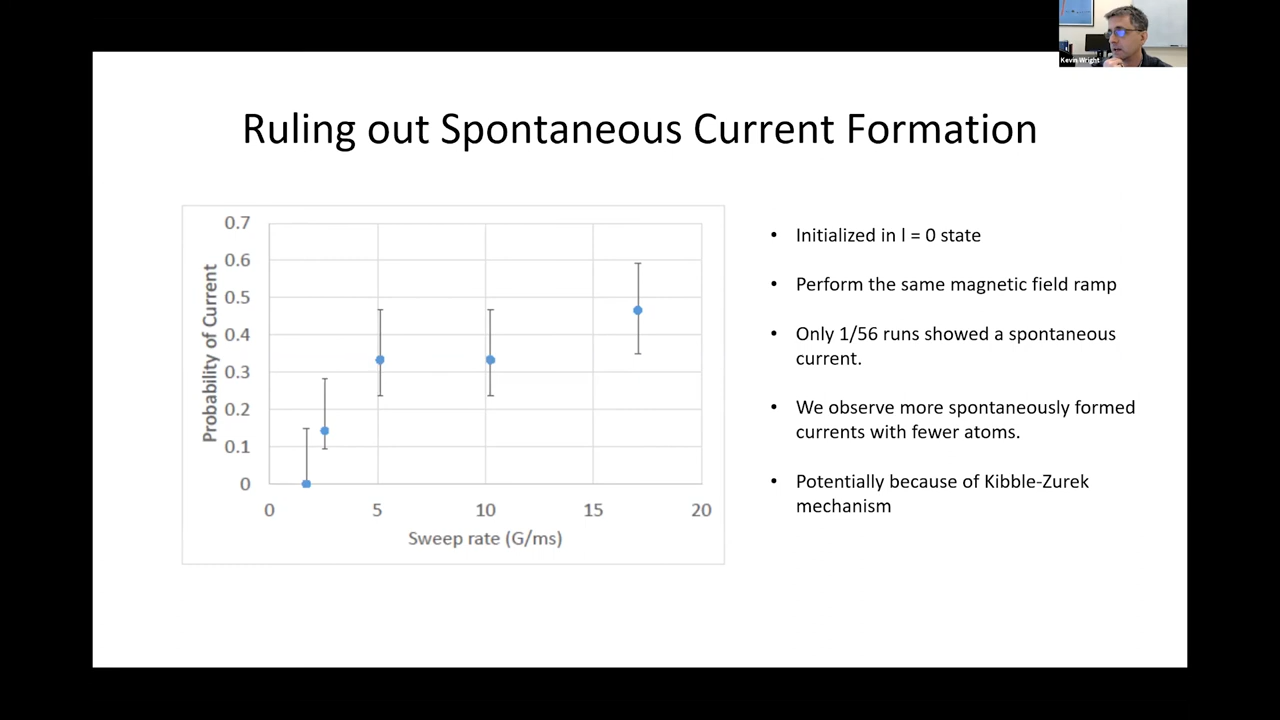 Kevin Wright
Ruling out Spontaneous Current Formation
0.7
0.6
0.5
0.4
0.3
0.2
0.1
0
Probability of Current
0 5 10 15 20
Sweep rate (G/ms)
• Initialized in l = 0 state
• Perform the same magnetic field ramp
• Only 1/56 runs showed a spontaneous
current.
• We observe more spontaneously formed
currents with fewer atoms.
• Potentially because of Kibble-Zurek
mechanism